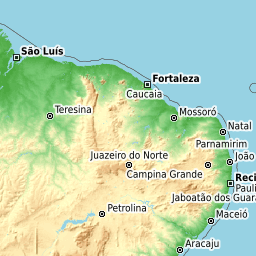 São Luís
Fortaleza
Caucaia
Teresina
Mossoró
Natal
Parnamirim
Juazeiro do Norte
João
Campina Grande
Reci
Pauli
Jaboatão dos Guara
Petrolina
Maceió
Aracaju